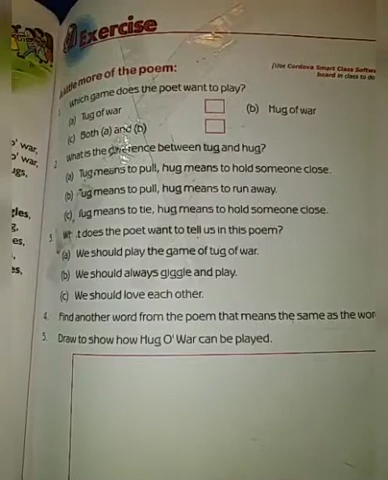 Exercise
A little more of the poem:
[Use Cordova Smart Class Softw
board in class to do
1. Which game does the poet want to play?
(a) Tug of war
(b) Hug of war
(c) Both (a) and (b)
2. What is the difference between tug and hug?
(a) Tug means to pull, hug means to hold someone close.
(b) Tug means to pull, hug means to run away.
(c) Tug means to tie, hug means to hold someone close.
3. What does the poet want to tell us in this poem?
(a) We should play the game of tug of war.
(b) We should always giggle and play.
(c) We should love each other.
4. Find another word from the poem that means the same as the wor
5. Draw to show how Hug O' War can be played.
o' war,
o' war,
ugs,
gles,
g,
es,
es,